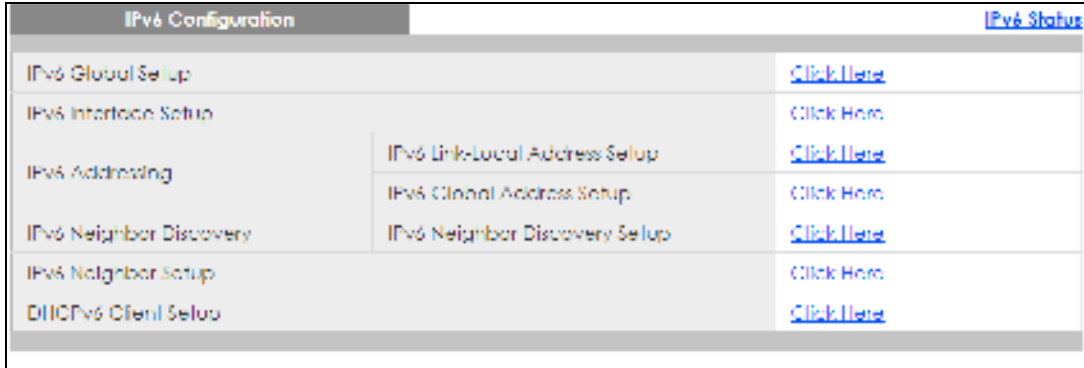 IPv6 Configuration IPv6 Status
IPv6 Global Setup Click Here
IPv6 Interface Setup Click Here
IPv6 Addressing
IPv6 Link-Local Address Setup Click Here
IPv6 Global Address Setup Click Here
IPv6 Neighbor Discovery IPv6 Neighbor Discovery Setup Click Here
IPv6 Neighbor Setup Click Here
DHCPv6 Client Setup Click Here